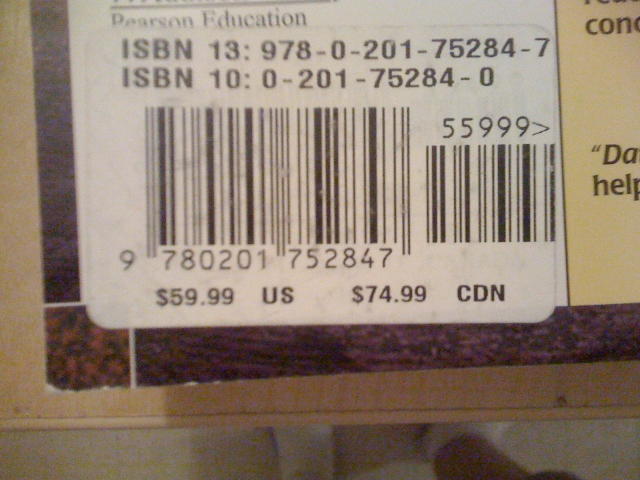 Pearson Education
ISBN 13: 978-0-201-75284-7
ISBN 10: 0-201-75284-0
55999>
9 780201 752847
$59.99 US $74.99 CDN
"Da
help